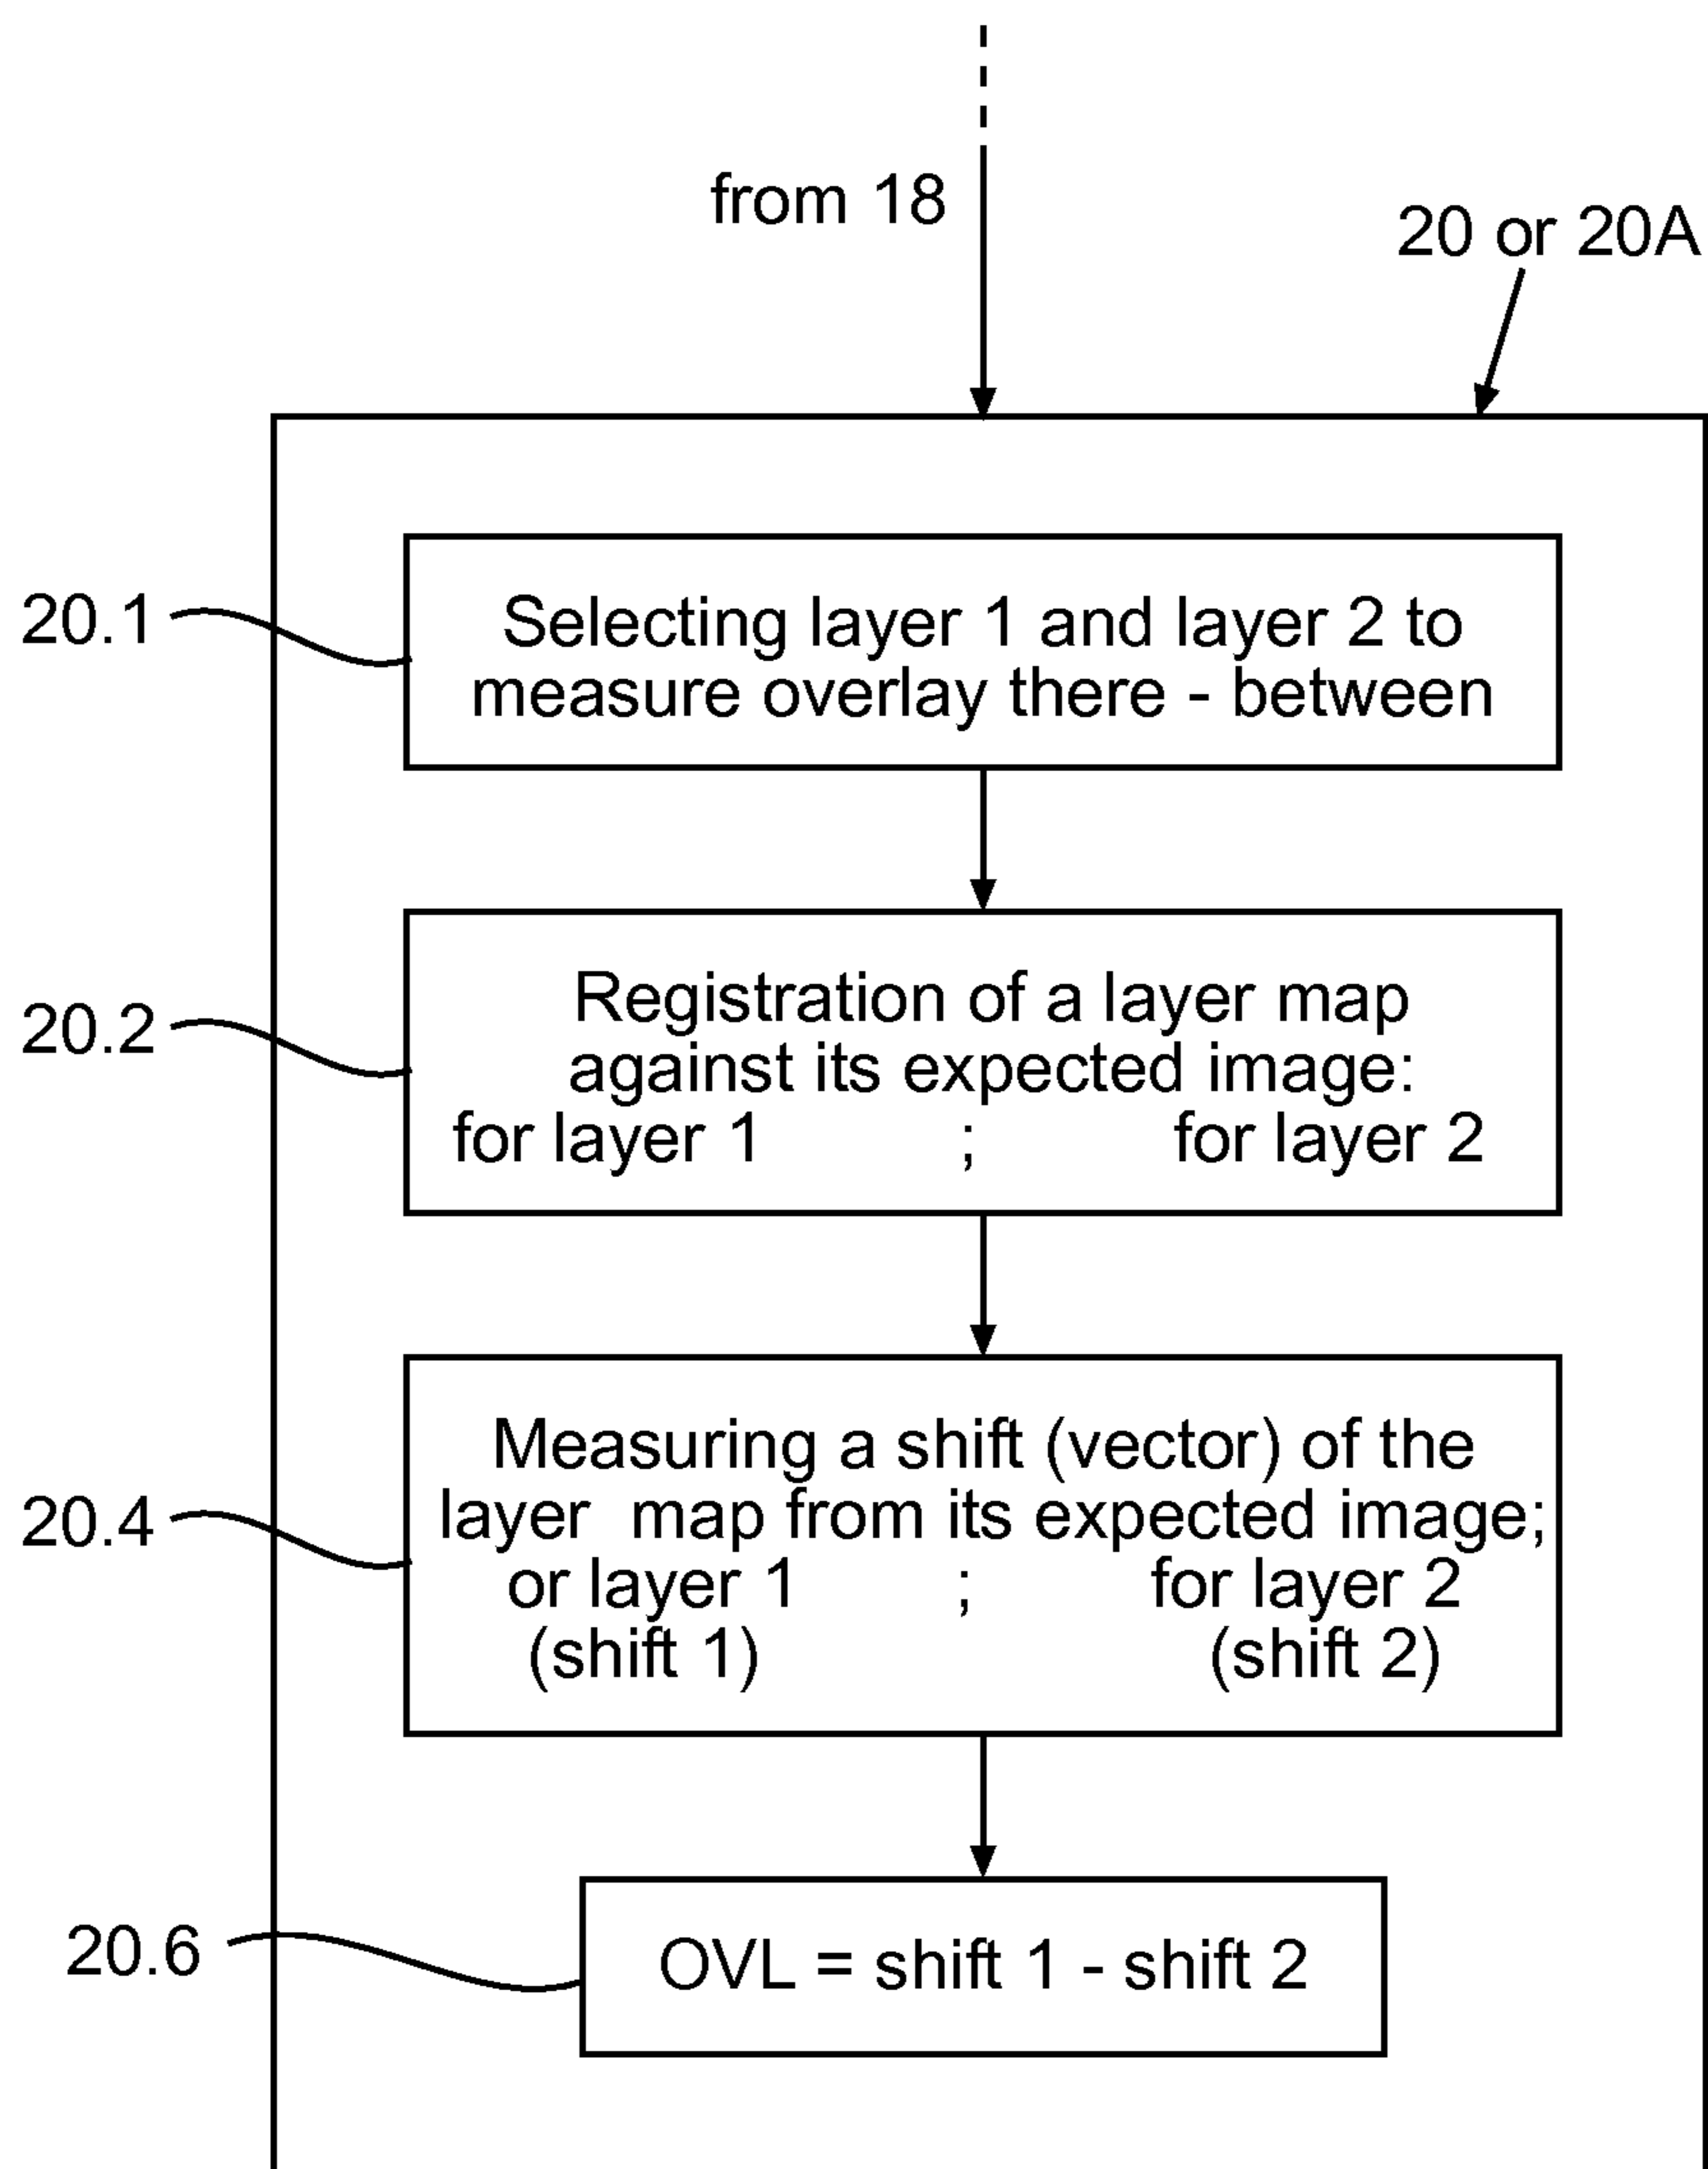 from 18
20 or 20A
20.1
Selecting layer 1 and layer 2 to
measure overlay there - between
20.2
Registration of a layer map
against its expected image:
for layer 1 ; for layer 2
20.4
Measuring a shift (vector) of the
layer map from its expected image;
or layer 1 ; for layer 2
(shift 1) (shift 2)
20.6
OVL = shift 1 - shift 2